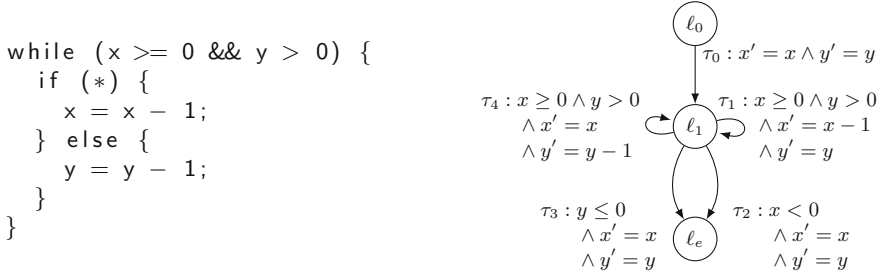 while (x >= 0 && y > 0) {
if (*) {
x = x − 1;
} else {
y = y − 1;
}
}
ℓ₀
τ₀ : x′ = x ∧ y′ = y
τ₄ : x ≥ 0 ∧ y > 0
∧ x′ = x
∧ y′ = y − 1
ℓ₁
τ₁ : x ≥ 0 ∧ y > 0
∧ x′ = x − 1
∧ y′ = y
τ₃ : y ≤ 0
∧ x′ = x
∧ y′ = y
ℓₑ
τ₂ : x < 0
∧ x′ = x
∧ y′ = y